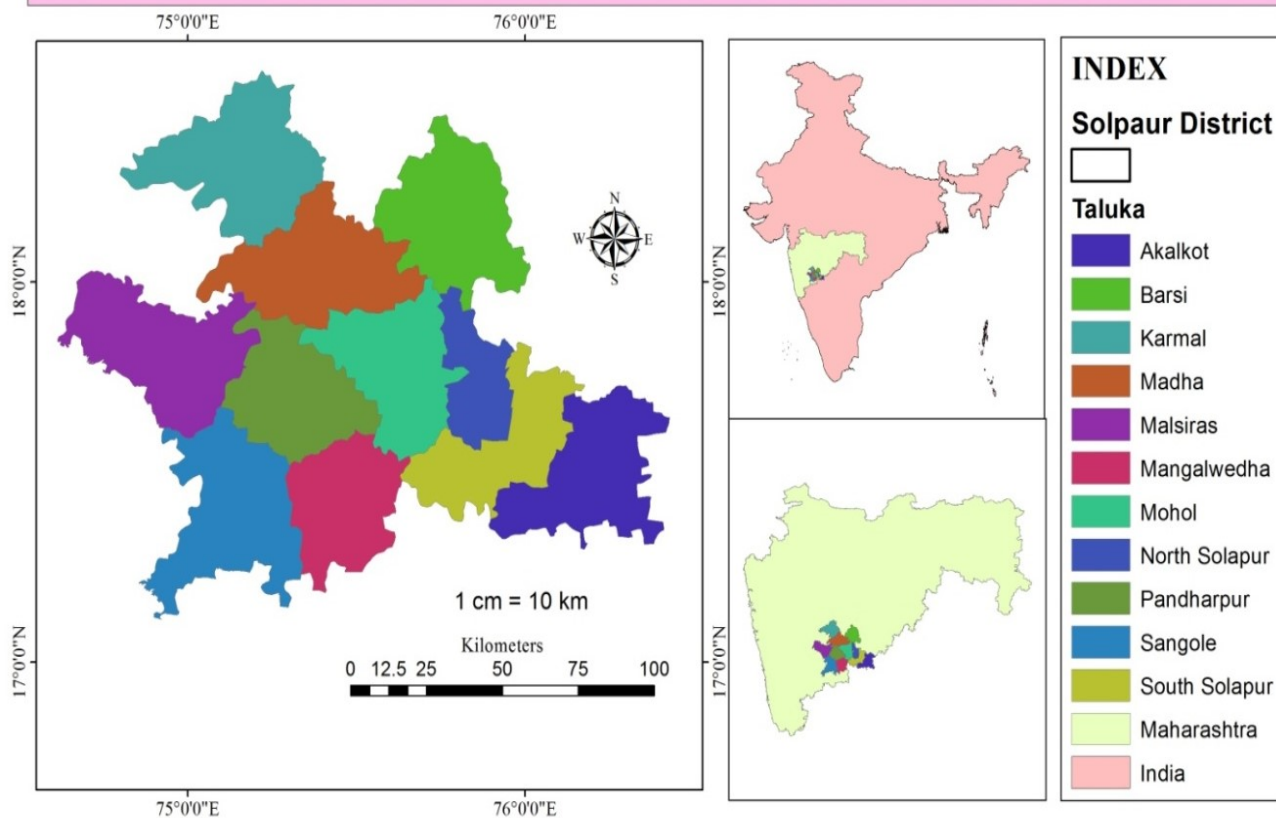 75°0'0"E
76°0'0"E
18°0'0"N
17°0'0"N
N
W
E
S
1 cm = 10 km
Kilometers
0 12.5 25 50 75 100
75°0'0"E
76°0'0"E
18°0'0"N
17°0'0"N
INDEX
Solpaur District
Taluka
Akalkot
Barsi
Karmal
Madha
Malsiras
Mangalwedha
Mohol
North Solapur
Pandharpur
Sangole
South Solapur
Maharashtra
India